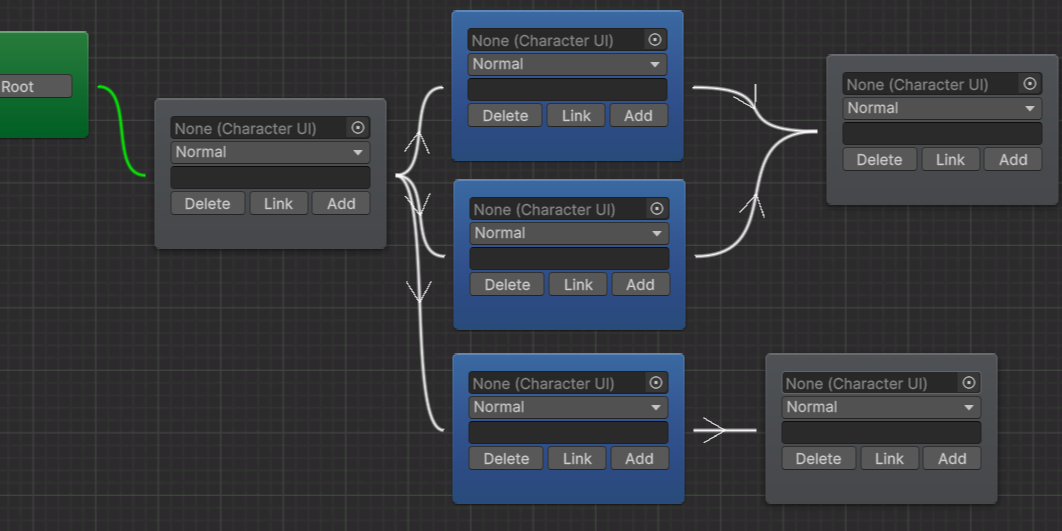 Root
None (Character UI)
Normal
Delete Link Add
None (Character UI)
Normal
Delete Link Add
None (Character UI)
Normal
Delete Link Add
None (Character UI)
Normal
Delete Link Add
None (Character UI)
Normal
Delete Link Add
None (Character UI)
Normal
Delete Link Add